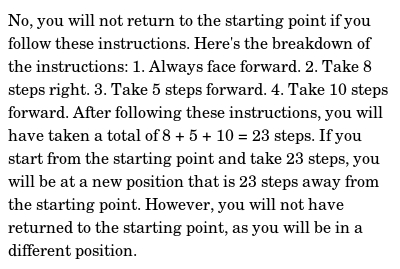 No, you will not return to the starting point if you
follow these instructions. Here's the breakdown of
the instructions: 1. Always face forward. 2. Take 8
steps right. 3. Take 5 steps forward. 4. Take 10 steps
forward. After following these instructions, you will
have taken a total of 8 + 5 + 10 = 23 steps. If you
start from the starting point and take 23 steps, you
will be at a new position that is 23 steps away from
the starting point. However, you will not have
returned to the starting point, as you will be in a
different position.